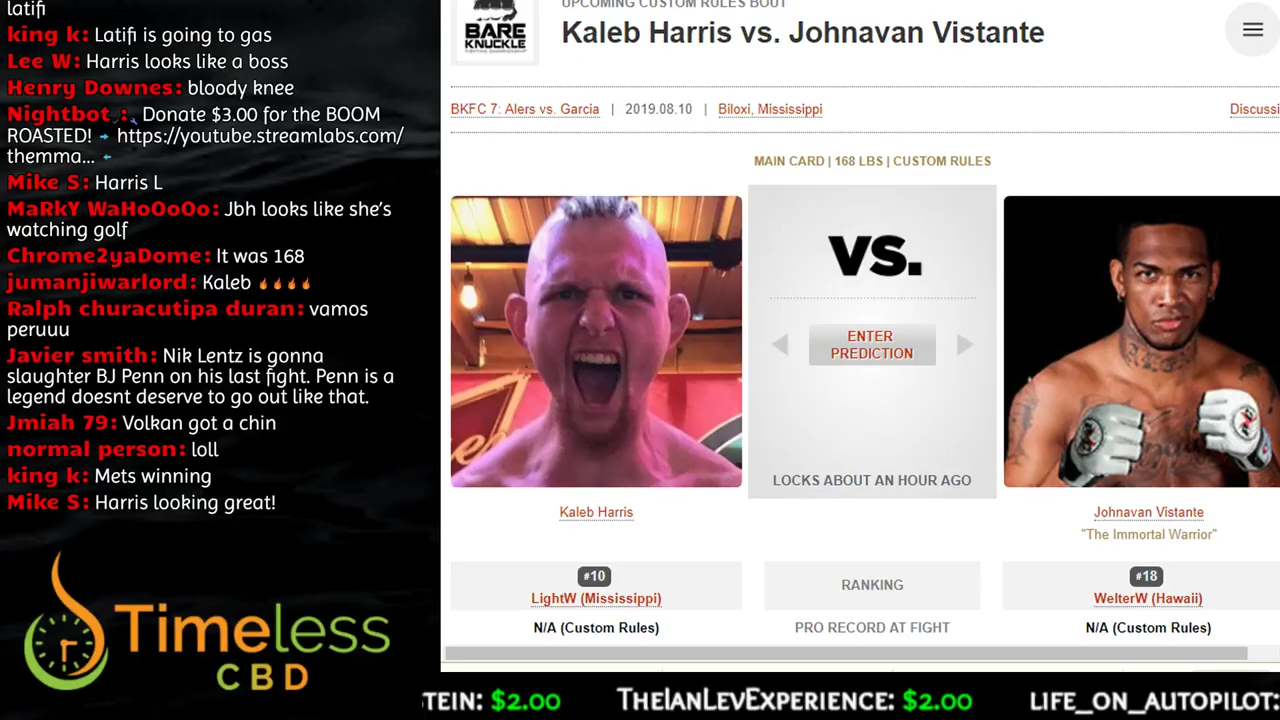 latifi
king k: Latifi is going to gas
Lee W: Harris looks like a boss
Henry Downes: bloody knee
Nightbot: Donate $3.00 for the BOOM
ROASTED! https://youtube.streamlabs.com/
themma...
Mike S: Harris L
MaRkY WaHoOoOo: Jbh looks like she's
watching golf
Chrome2yaDome: It was 168
jumanjiwarlord: Kaleb 🔥🔥🔥🔥
Ralph churacutipa duran: vamos
peruuu
Javier smith: Nik Lentz is gonna
slaughter BJ Penn on his last fight. Penn is a
legend doesnt deserve to go out like that.
Jmiah 79: Volkan got a chin
normal person: loll
king k: Mets winning
Mike S: Harris looking great!
Timeless
CBD
UPCOMING CUSTOM RULES BOUT
BARE
KNUCKLE
FIGHTING CHAMPIONSHIP
Kaleb Harris vs. Johnavan Vistante
BKFC 7: Alers vs. Garcia | 2019.08.10 | Biloxi, Mississippi
Discussi
MAIN CARD | 168 LBS | CUSTOM RULES
VS.
ENTER
PREDICTION
LOCKS ABOUT AN HOUR AGO
Kaleb Harris
Johnavan Vistante
"The Immortal Warrior"
#10
LightW (Mississippi)
RANKING
#18
WelterW (Hawaii)
N/A (Custom Rules)
PRO RECORD AT FIGHT
N/A (Custom Rules)
STEIN: $2.00 TheIanLevExperience: $2.00 LIFE_ON_AUTOPILOT: